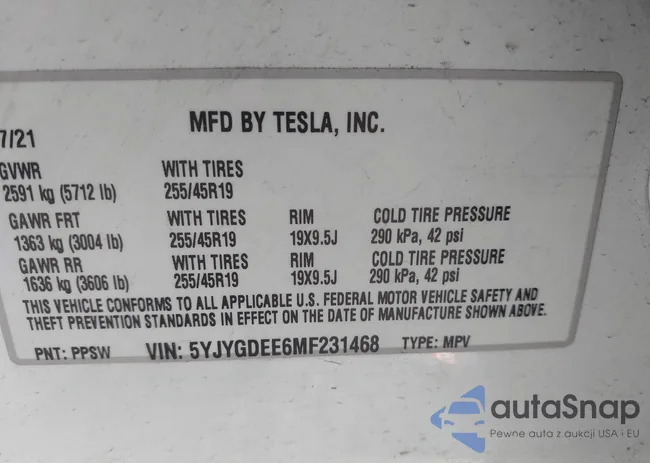 7/21
MFD BY TESLA, INC.
GVWR WITH TIRES
2591 kg (5712 lb) 255/45R19
GAWR FRT WITH TIRES RIM COLD TIRE PRESSURE
1363 kg (3004 lb) 255/45R19 19X9.5J 290 kPa, 42 psi
GAWR RR WITH TIRES RIM COLD TIRE PRESSURE
1636 kg (3606 lb) 255/45R19 19X9.5J 290 kPa, 42 psi
THIS VEHICLE CONFORMS TO ALL APPLICABLE U.S. FEDERAL MOTOR VEHICLE SAFETY AND
THEFT PREVENTION STANDARDS IN EFFECT ON THE DATE OF MANUFACTURE SHOWN ABOVE.
PNT: PPSW VIN: 5YJYGDEE6MF231468 TYPE: MPV
autaSnap
Pewne auta z aukcji USA i EU